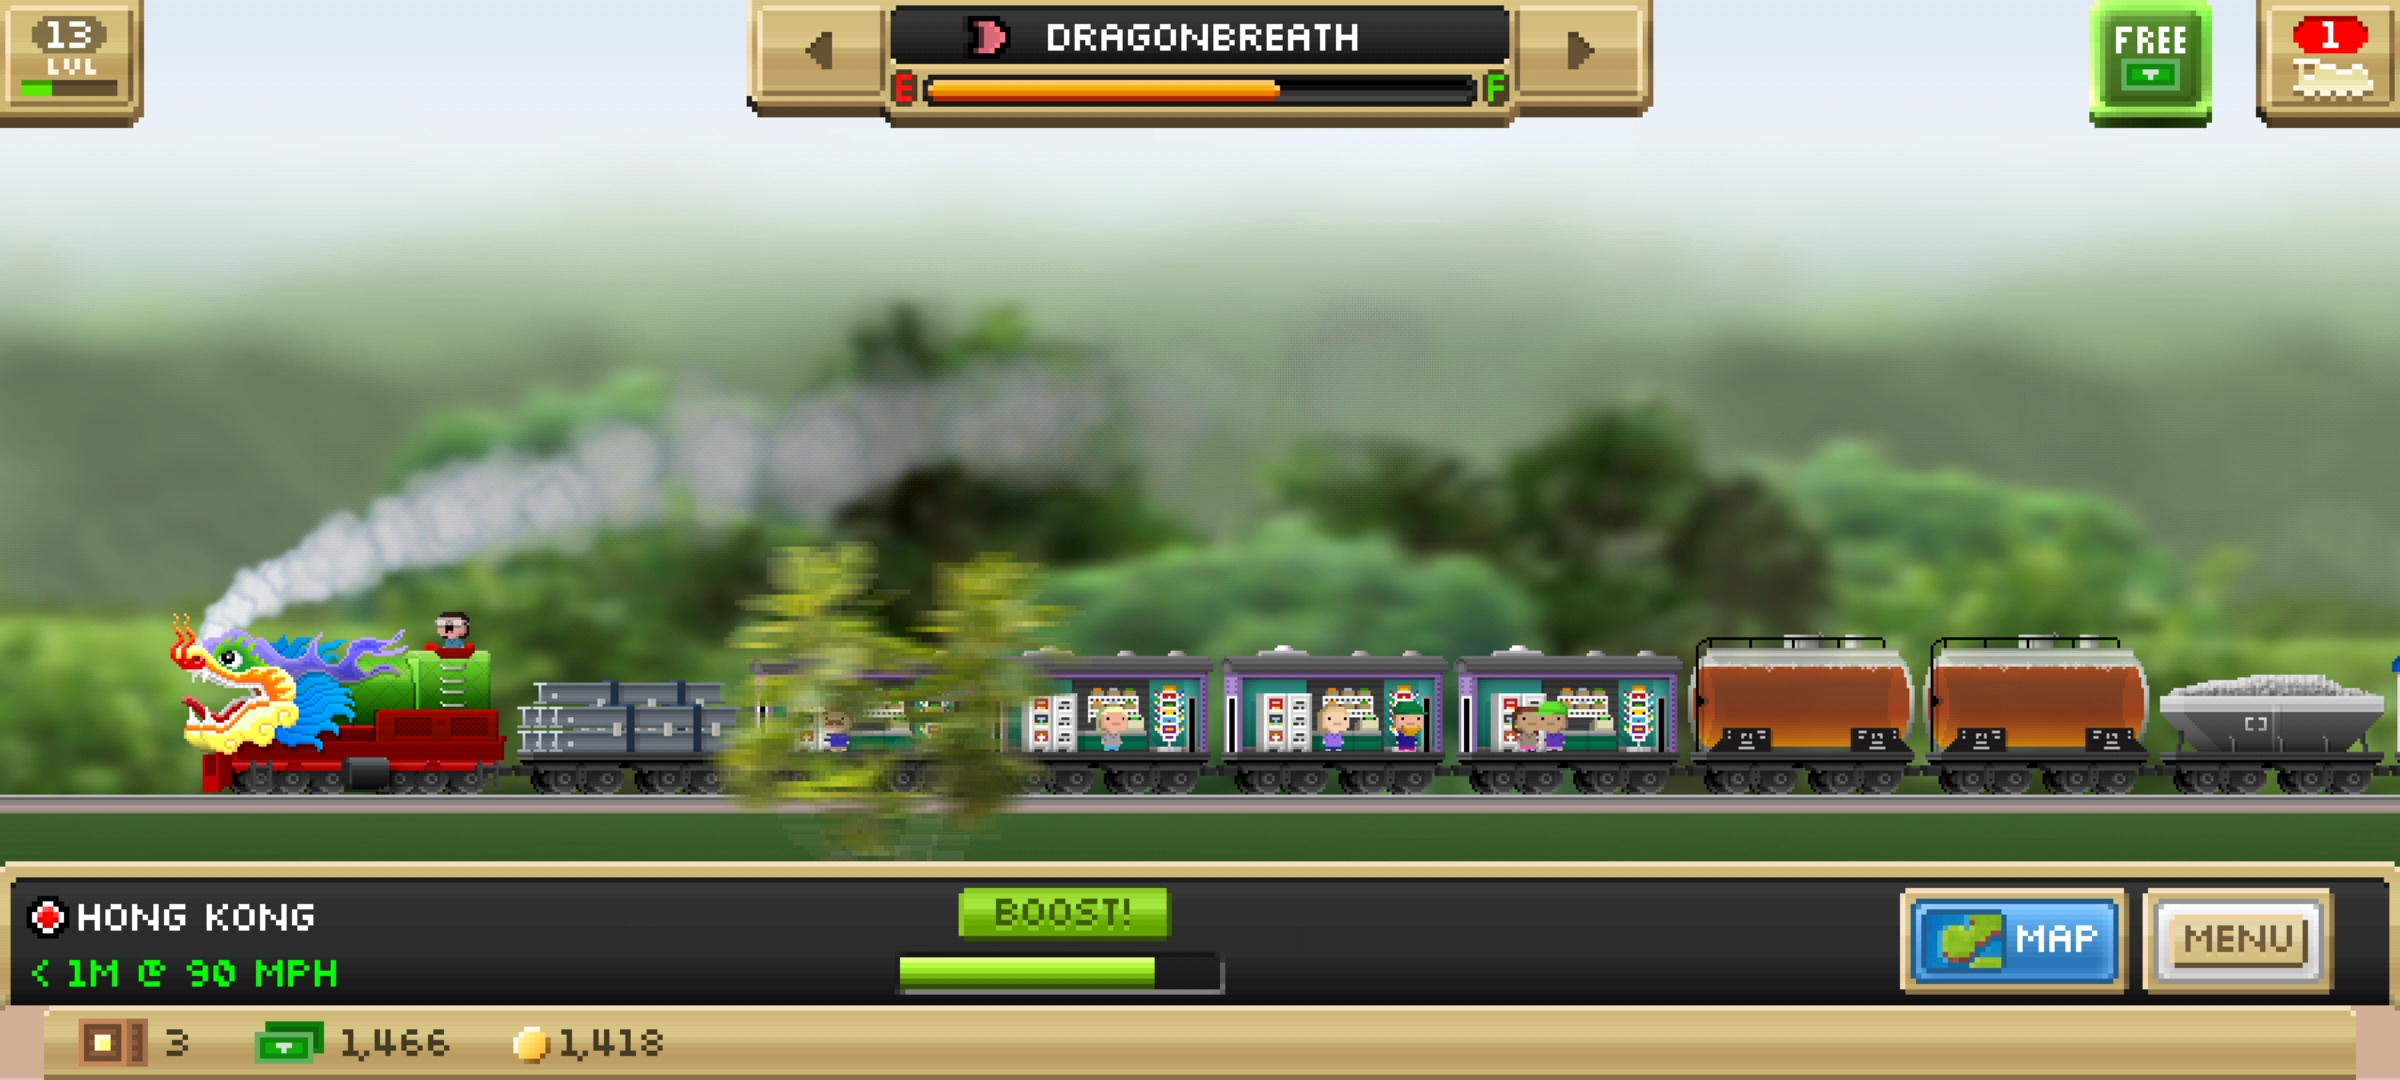 13
LVL
DRAGONBREATH
E F
FREE
1
HONG KONG
< 1M @ 90 MPH
BOOST!
MAP
MENU
3
1,466
1,418